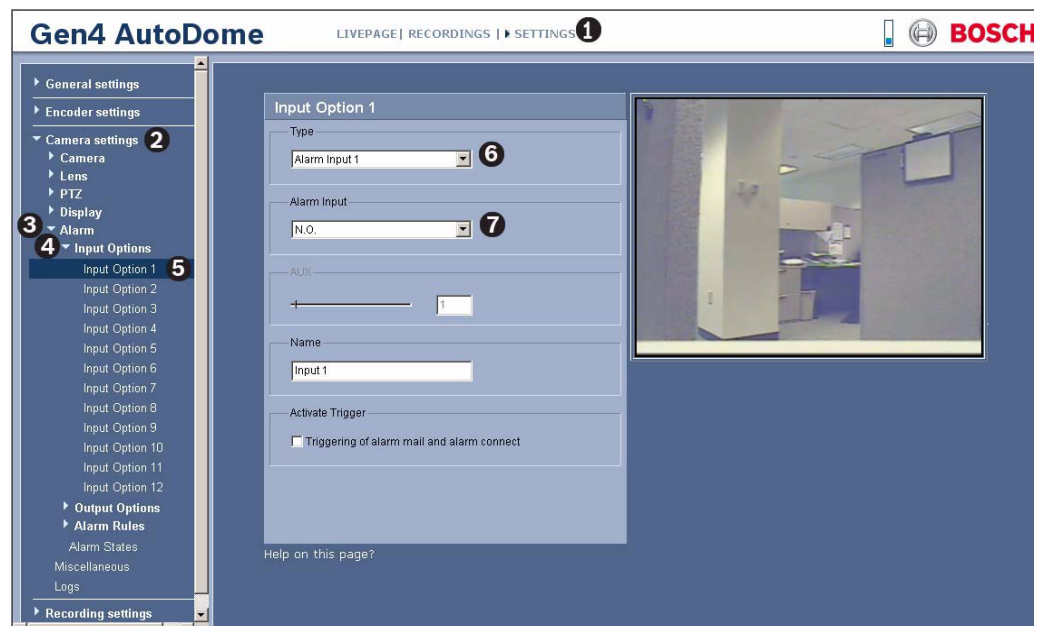 Gen4 AutoDome
LIVEPAGE| RECORDINGS | SETTINGS 1
BOSCH
General settings
Encoder settings
Camera settings 2
Camera
Lens
PTZ
Display
3 Alarm
4 Input Options
Input Option 1 5
Input Option 2
Input Option 3
Input Option 4
Input Option 5
Input Option 6
Input Option 7
Input Option 8
Input Option 9
Input Option 10
Input Option 11
Input Option 12
Output Options
Alarm Rules
Alarm States
Miscellaneous
Logs
Recording settings
Input Option 1
Type
Alarm Input 1 6
Alarm Input
N.O. 7
AUX
1
Name
Input 1
Activate Trigger
Triggering of alarm mail and alarm connect
Help on this page?